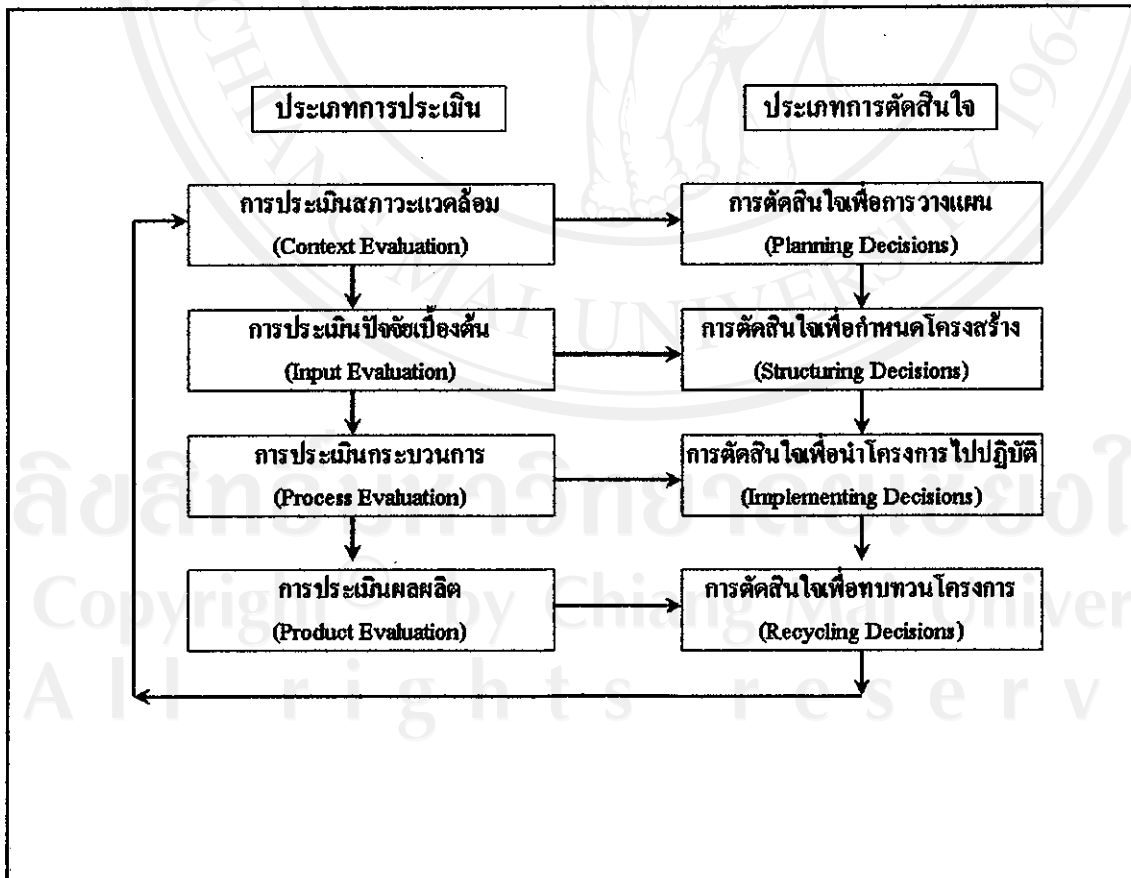 ประเภทการประเมิน
ประเภทการตัดสินใจ
การประเมินสภาวะแวดล้อม
(Context Evaluation)
การตัดสินใจเพื่อการวางแผน
(Planning Decisions)
การประเมินปัจจัยเบื้องต้น
(Input Evaluation)
การตัดสินใจเพื่อกำหนดโครงสร้าง
(Structuring Decisions)
การประเมินกระบวนการ
(Process Evaluation)
การตัดสินใจเพื่อนำโครงการไปปฏิบัติ
(Implementing Decisions)
การประเมินผลผลิต
(Product Evaluation)
การตัดสินใจเพื่อทบทวนโครงการ
(Recycling Decisions)
CHIANG MAI UNIVERSITY 1964
All rights reserv